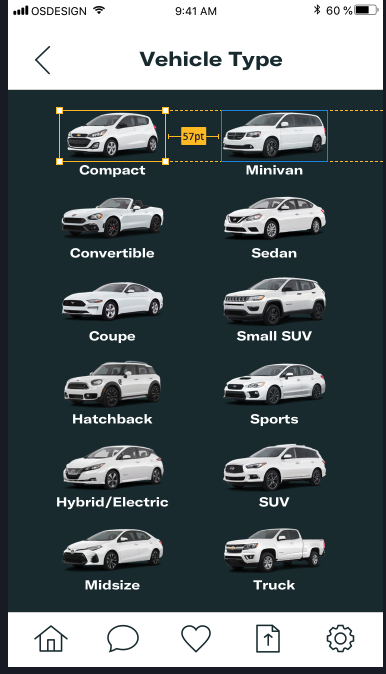 OSDESIGN 9:41 AM 60 %
Vehicle Type
57pt
Compact Minivan
Convertible Sedan
Coupe Small SUV
Hatchback Sports
Hybrid/Electric SUV
Midsize Truck